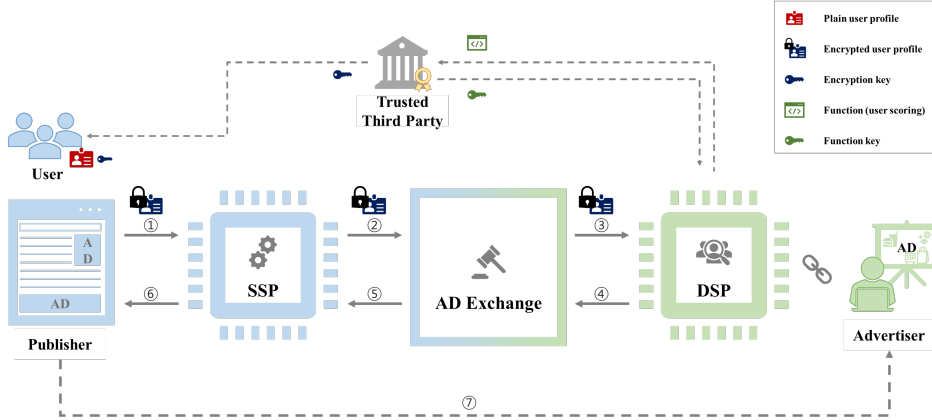 Plain user profile
Encrypted user profile
Encryption key
Function (user scoring)
Function key
Trusted
Third Party
User
①
②
③
A
D
AD
SSP
AD Exchange
DSP
AD
⑥
⑤
④
Publisher
Advertiser
⑦